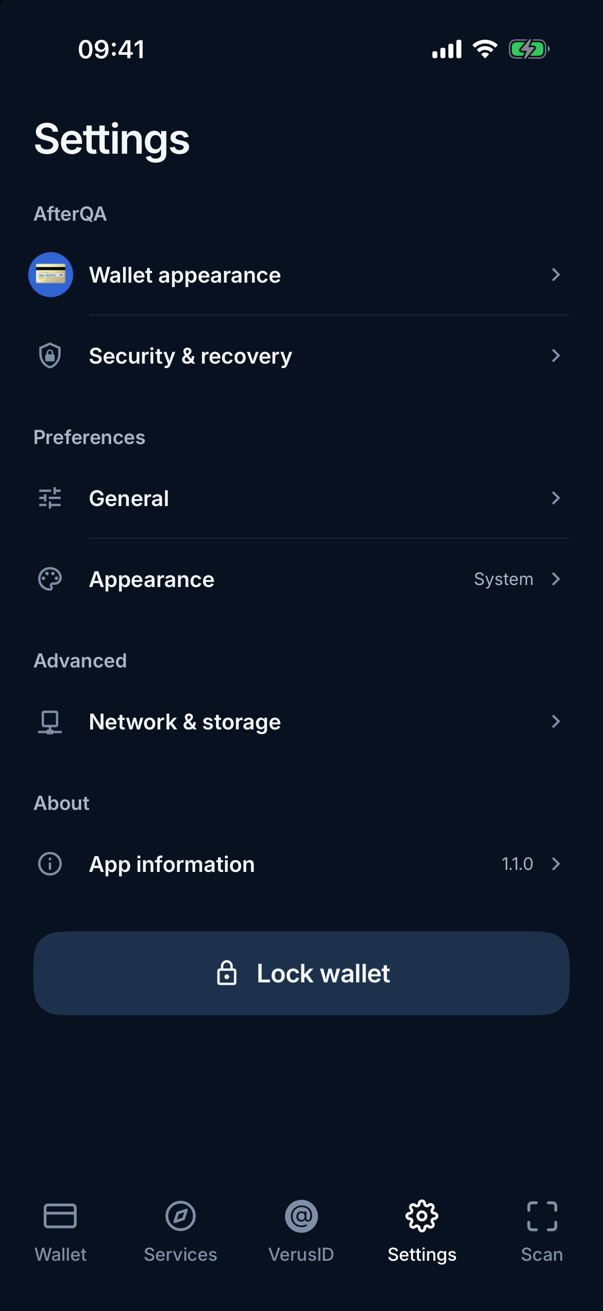 09:41
Settings
AfterQA
Wallet appearance
Security & recovery
Preferences
General
Appearance
System
Advanced
Network & storage
About
App information
1.1.0
Lock wallet
Wallet
Services
VerusID
Settings
Scan